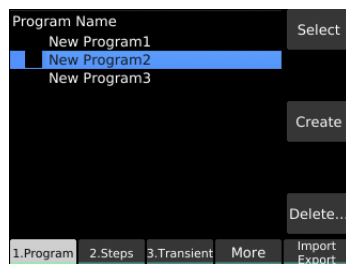 Program Name
Select
New Program1
New Program2
New Program3
Create
Delete...
1.Program
2.Steps
3.Transient
More
Import
Export